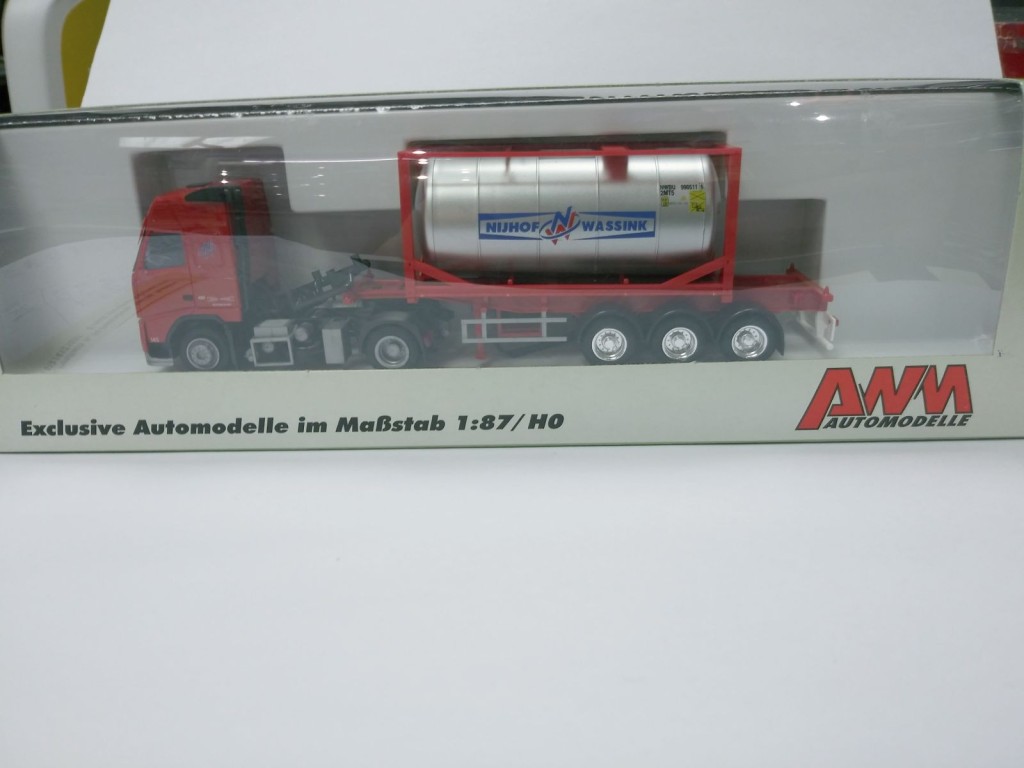 NIJHOF WASSINK
Exclusive Automodelle im Maßstab 1:87/H0
AWM
AUTOMODELLE